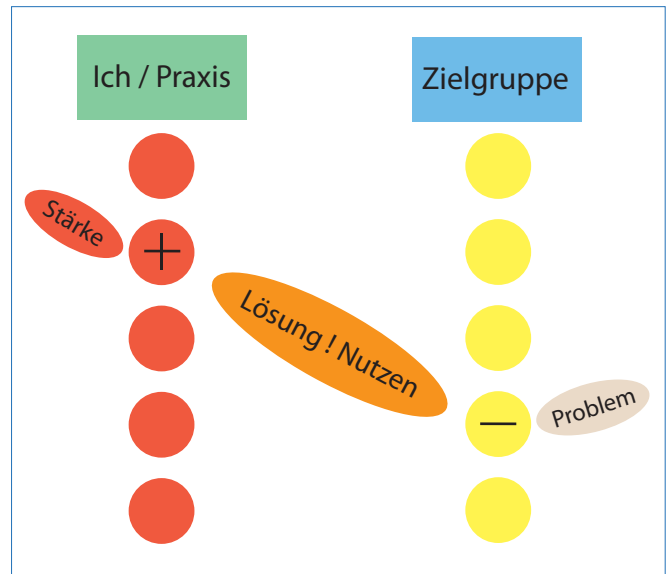 Ich / Praxis
Zielgruppe
Stärke
+
Lösung ! Nutzen
—
Problem